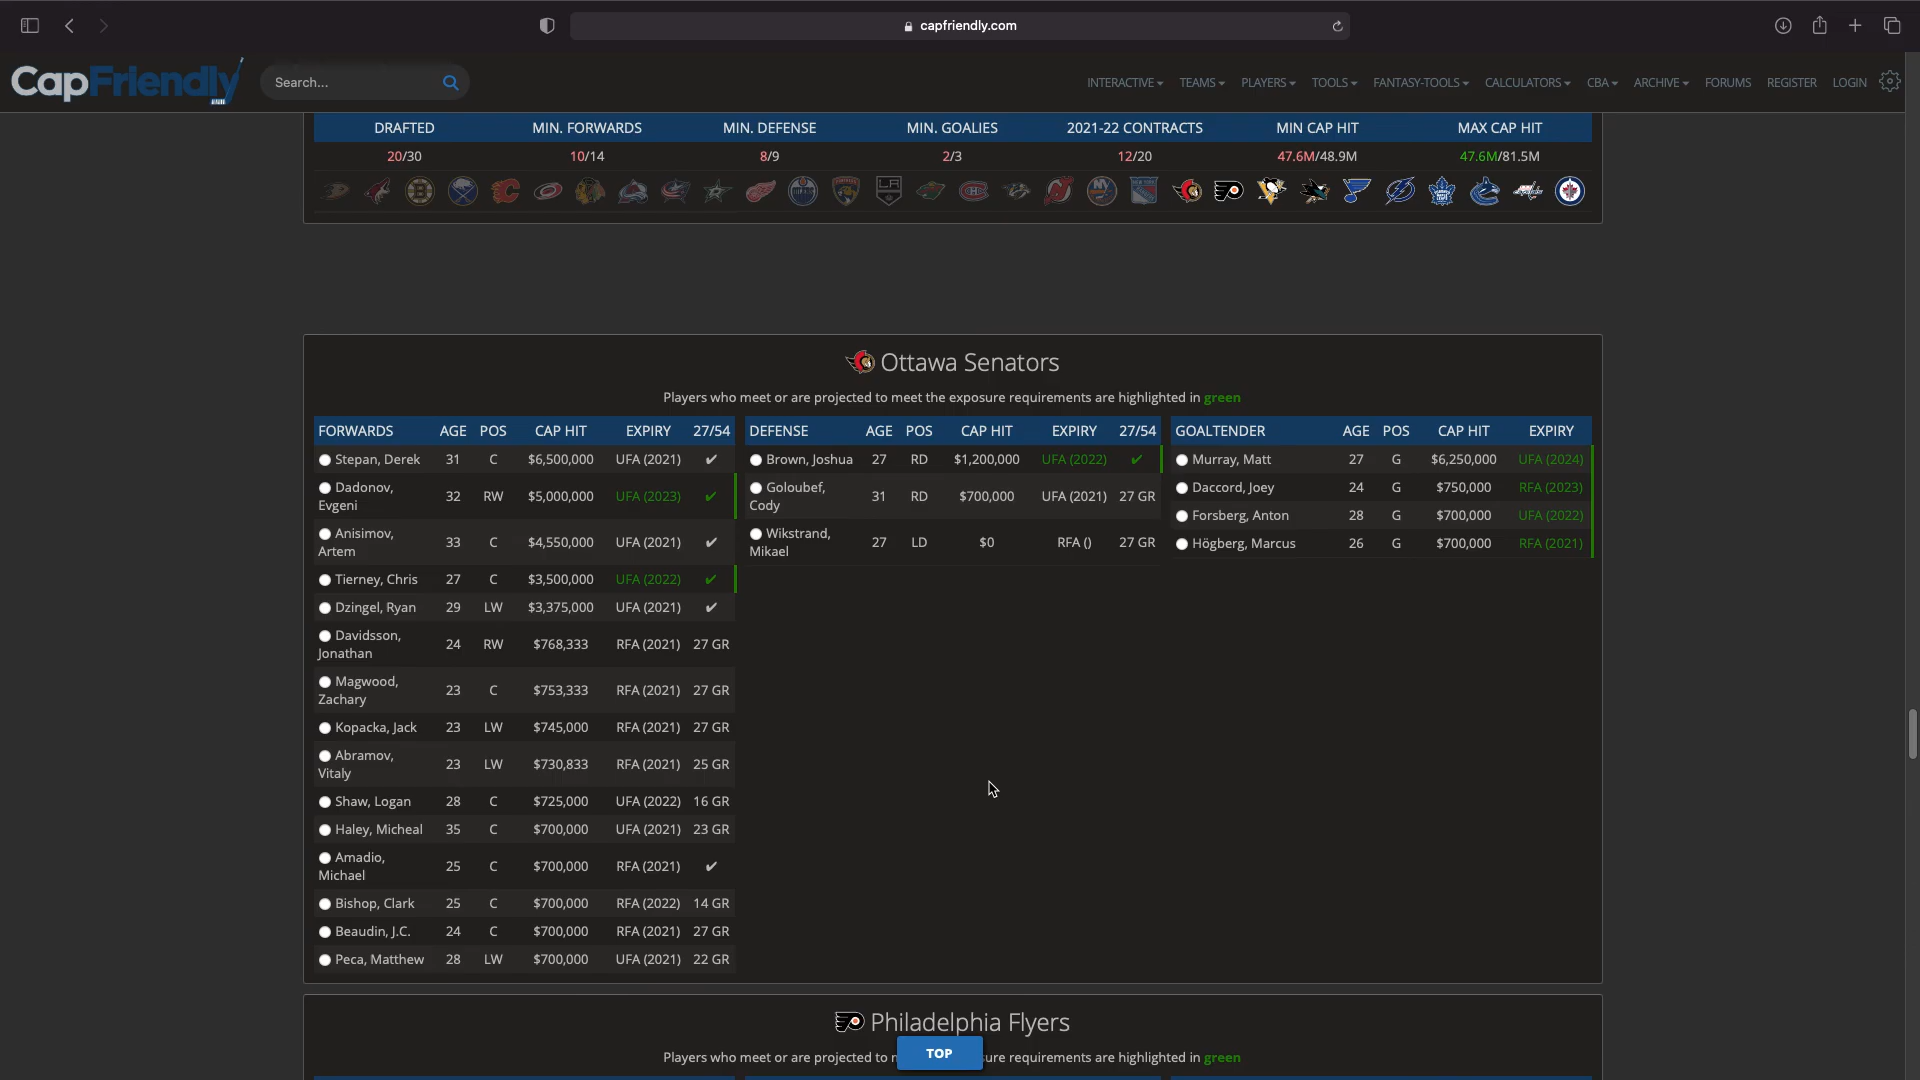 capfriendly.com
CapFriendly
Search...
INTERACTIVE TEAMS PLAYERS TOOLS FANTASY-TOOLS CALCULATORS CBA ARCHIVE FORUMS REGISTER LOGIN
DRAFTED MIN. FORWARDS MIN. DEFENSE MIN. GOALIES 2021-22 CONTRACTS MIN CAP HIT MAX CAP HIT
20/30 10/14 8/9 2/3 12/20 47.6M/48.9M 47.6M/81.5M
Ottawa Senators
Players who meet or are projected to meet the exposure requirements are highlighted in green
FORWARDS AGE POS CAP HIT EXPIRY 27/54
Stepan, Derek 31 C $6,500,000 UFA (2021) ✔
Dadonov,
Evgeni 32 RW $5,000,000 UFA (2023) ✔
Anisimov,
Artem 33 C $4,550,000 UFA (2021) ✔
Tierney, Chris 27 C $3,500,000 UFA (2022) ✔
Dzingel, Ryan 29 LW $3,375,000 UFA (2021) ✔
Davidsson,
Jonathan 24 RW $768,333 RFA (2021) 27 GR
Magwood,
Zachary 23 C $753,333 RFA (2021) 27 GR
Kopacka, Jack 23 LW $745,000 RFA (2021) 27 GR
Abramov,
Vitaly 23 LW $730,833 RFA (2021) 25 GR
Shaw, Logan 28 C $725,000 UFA (2022) 16 GR
Haley, Micheal 35 C $700,000 UFA (2021) 23 GR
Amadio,
Michael 25 C $700,000 RFA (2021) ✔
Bishop, Clark 25 C $700,000 RFA (2022) 14 GR
Beaudin, J.C. 24 C $700,000 RFA (2021) 27 GR
Peca, Matthew 28 LW $700,000 UFA (2021) 22 GR
DEFENSE AGE POS CAP HIT EXPIRY 27/54
Brown, Joshua 27 RD $1,200,000 UFA (2022) ✔
Goloubef,
Cody 31 RD $700,000 UFA (2021) 27 GR
Wikstrand,
Mikael 27 LD $0 RFA () 27 GR
GOALTENDER AGE POS CAP HIT EXPIRY
Murray, Matt 27 G $6,250,000 UFA (2024)
Daccord, Joey 24 G $750,000 RFA (2023)
Forsberg, Anton 28 G $700,000 UFA (2022)
Högberg, Marcus 26 G $700,000 RFA (2021)
Philadelphia Flyers
Players who meet or are projected to n
TOP
ure requirements are highlighted in green